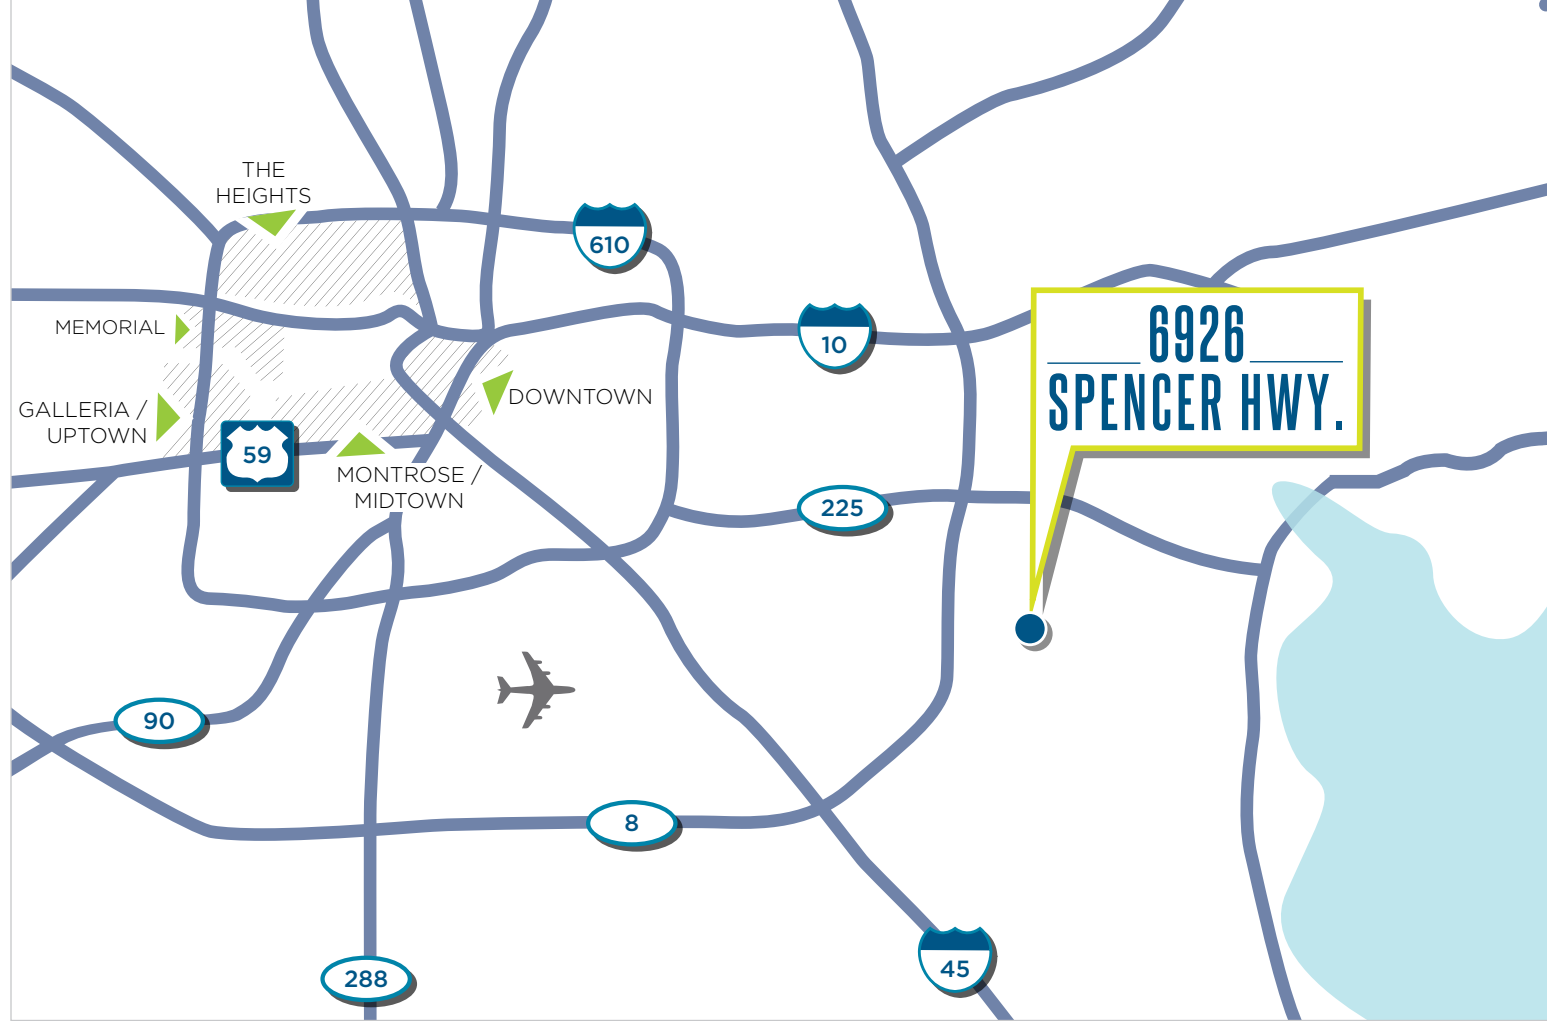 THE
HEIGHTS
610
6926
SPENCER HWY.
MEMORIAL
10
DOWNTOWN
GALLERIA /
UPTOWN
59
MONTROSE /
MIDTOWN
225
90
8
288
45